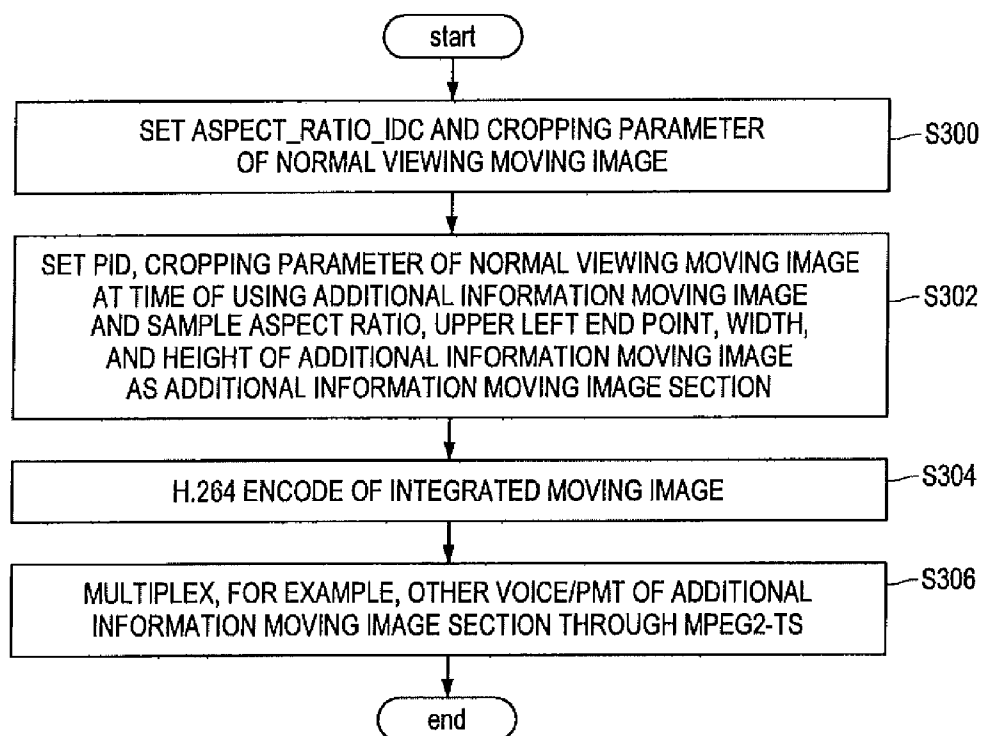 start
SET ASPECT_RATIO_IDC AND CROPPING PARAMETER
OF NORMAL VIEWING MOVING IMAGE
S300
SET PID, CROPPING PARAMETER OF NORMAL VIEWING MOVING IMAGE
AT TIME OF USING ADDITIONAL INFORMATION MOVING IMAGE
AND SAMPLE ASPECT RATIO, UPPER LEFT END POINT, WIDTH,
AND HEIGHT OF ADDITIONAL INFORMATION MOVING IMAGE
AS ADDITIONAL INFORMATION MOVING IMAGE SECTION
S302
H.264 ENCODE OF INTEGRATED MOVING IMAGE
S304
MULTIPLEX, FOR EXAMPLE, OTHER VOICE/PMT OF ADDITIONAL
INFORMATION MOVING IMAGE SECTION THROUGH MPEG2-TS
S306
end